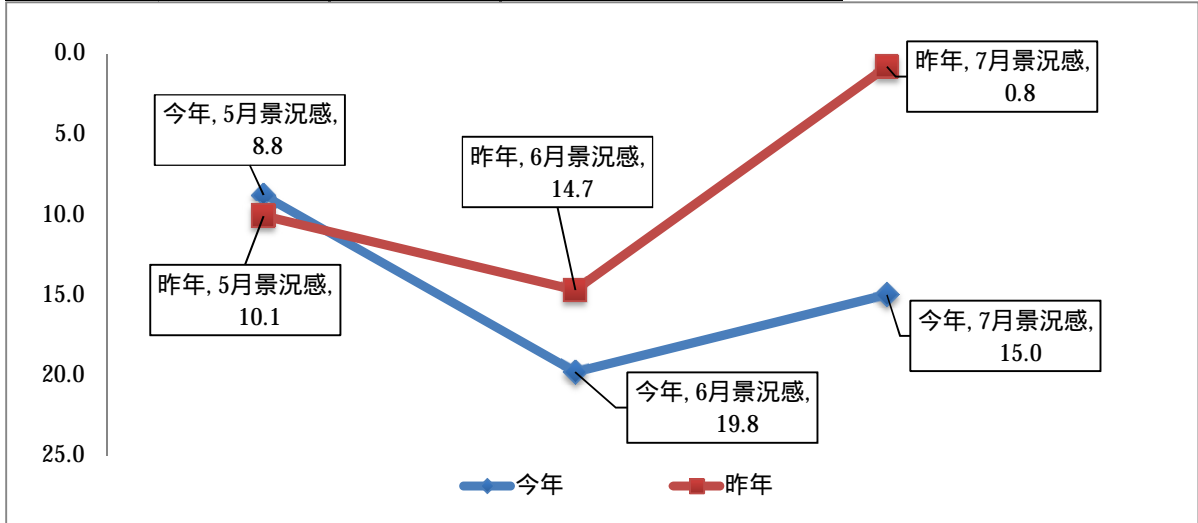 0.0
5.0
10.0
15.0
20.0
25.0
今年, 5月景況感,
8.8
昨年, 5月景況感,
10.1
昨年, 6月景況感,
14.7
今年, 6月景況感,
19.8
昨年, 7月景況感,
0.8
今年, 7月景況感,
15.0
今年
昨年